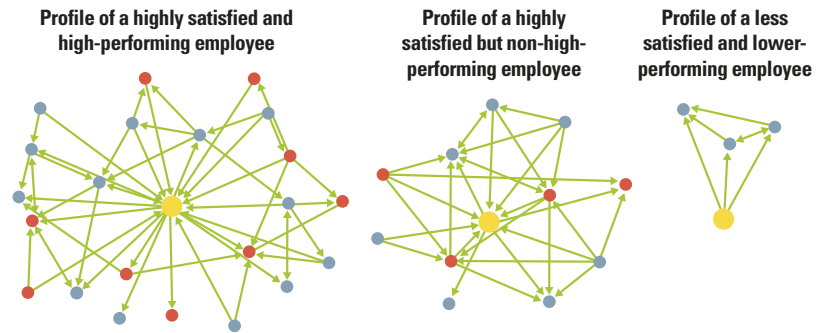 Profile of a highly satisfied and
high-performing employee
Profile of a highly
satisfied but non-high-
performing employee
Profile of a less
satisfied and lower-
performing employee